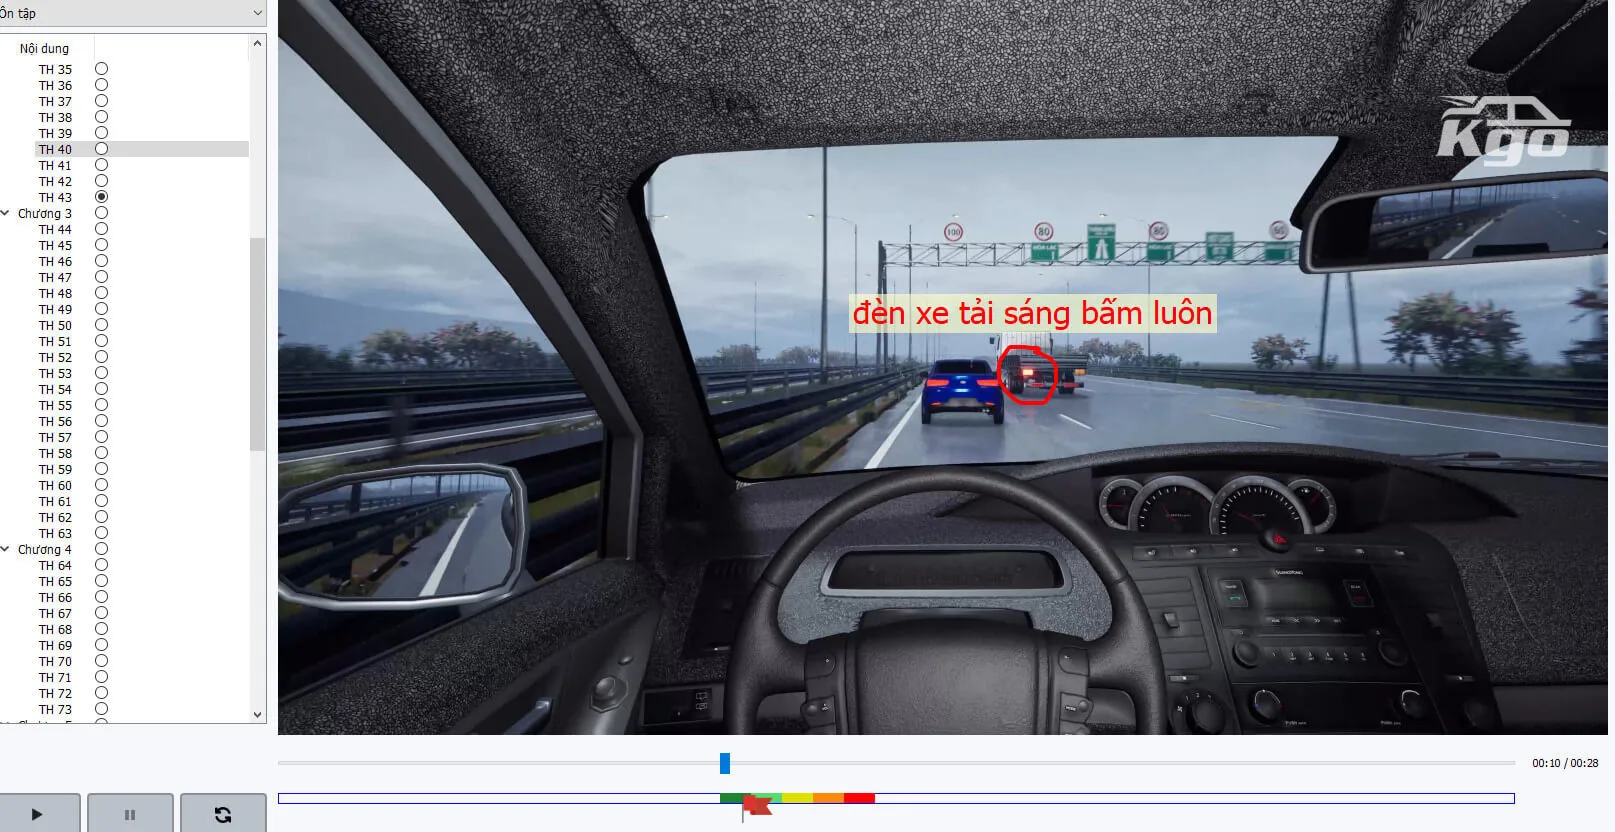 Ôn tập
Nội dung
TH 35
TH 36
TH 37
TH 38
TH 39
TH 40
TH 41
TH 42
TH 43
Chương 3
TH 44
TH 45
TH 46
TH 47
TH 48
TH 49
TH 50
TH 51
TH 52
TH 53
TH 54
TH 55
TH 56
TH 57
TH 58
TH 59
TH 60
TH 61
TH 62
TH 63
Chương 4
TH 64
TH 65
TH 66
TH 67
TH 68
TH 69
TH 70
TH 71
TH 72
TH 73
Kgo
100
80
HÒA LẠC
đèn xe tải sáng bấm luôn
00:10 / 00:28